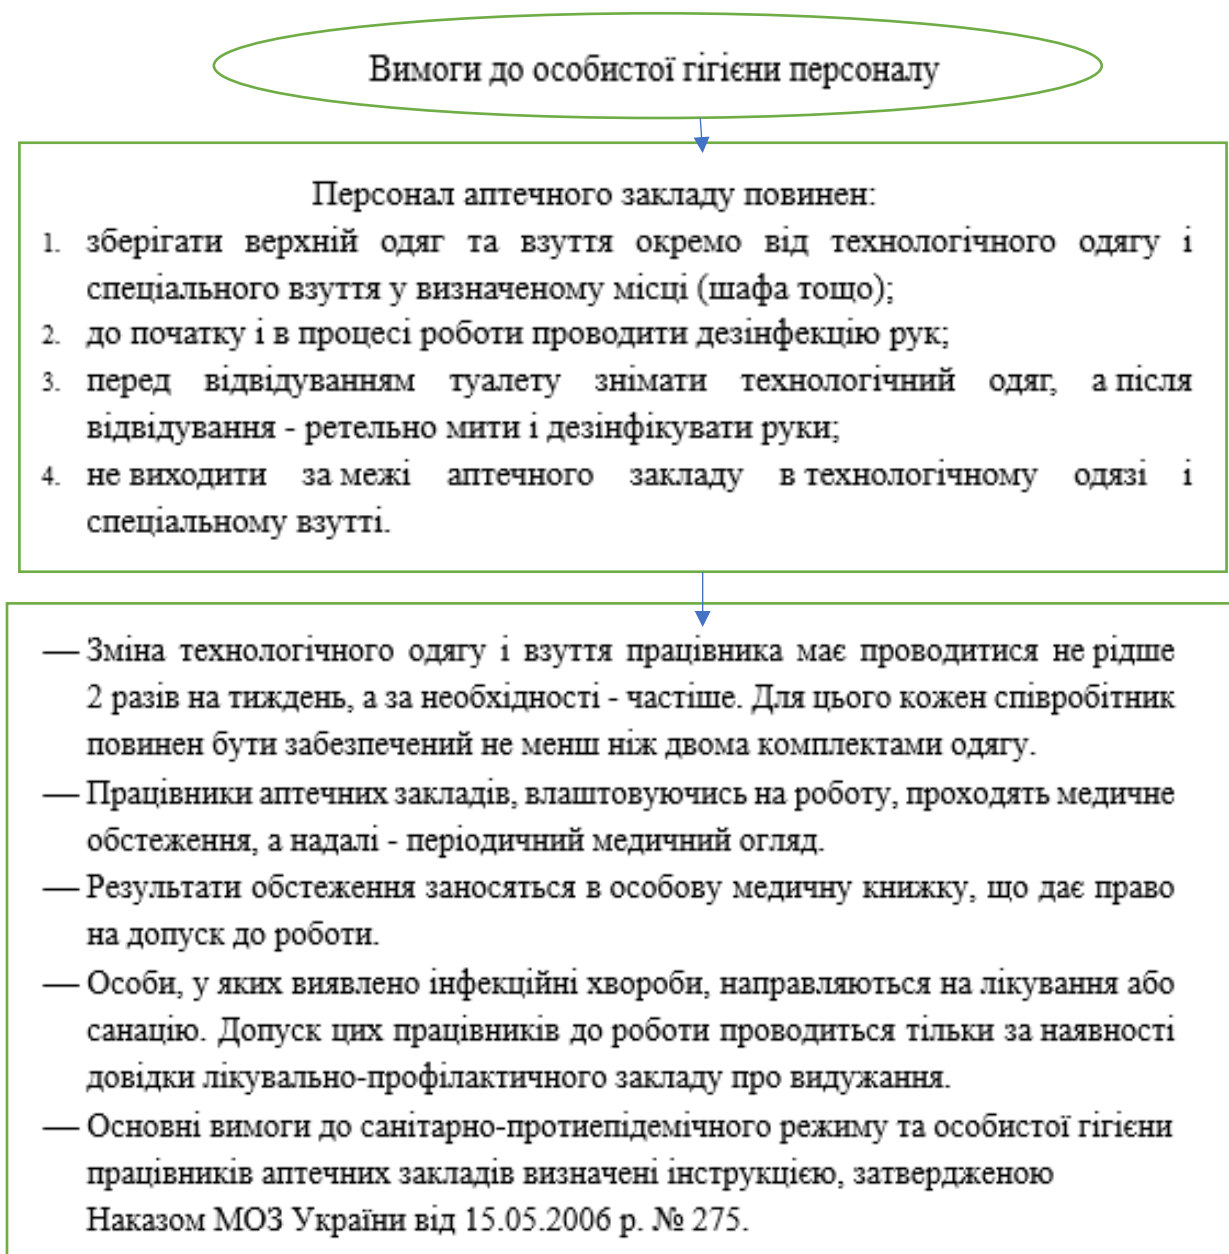 Вимоги до особистої гігієни персоналу
Персонал аптечного закладу повинен:
1. зберігати верхній одяг та взуття окремо від технологічного одягу і
спеціального взуття у визначеному місці (шафа тощо);
2. до початку і в процесі роботи проводити дезінфекцію рук;
3. перед відвідуванням туалету знімати технологічний одяг, а після
відвідування - ретельно мити і дезінфікувати руки;
4. не виходити за межі аптечного закладу в технологічному одязі і
спеціальному взутті.
— Зміна технологічного одягу і взуття працівника має проводитися не рідше
2 разів на тиждень, а за необхідності - частіше. Для цього кожен співробітник
повинен бути забезпечений не менш ніж двома комплектами одягу.
— Працівники аптечних закладів, влаштовуючись на роботу, проходять медичне
обстеження, а надалі - періодичний медичний огляд.
— Результати обстеження заносяться в особову медичну книжку, що дає право
на допуск до роботи.
— Особи, у яких виявлено інфекційні хвороби, направляються на лікування або
санацію. Допуск цих працівників до роботи проводиться тільки за наявності
довідки лікувально-профілактичного закладу про видужання.
— Основні вимоги до санітарно-протиепідемічного режиму та особистої гігієни
працівників аптечних закладів визначені інструкцією, затвердженою
Наказом МОЗ України від 15.05.2006 р. № 275.